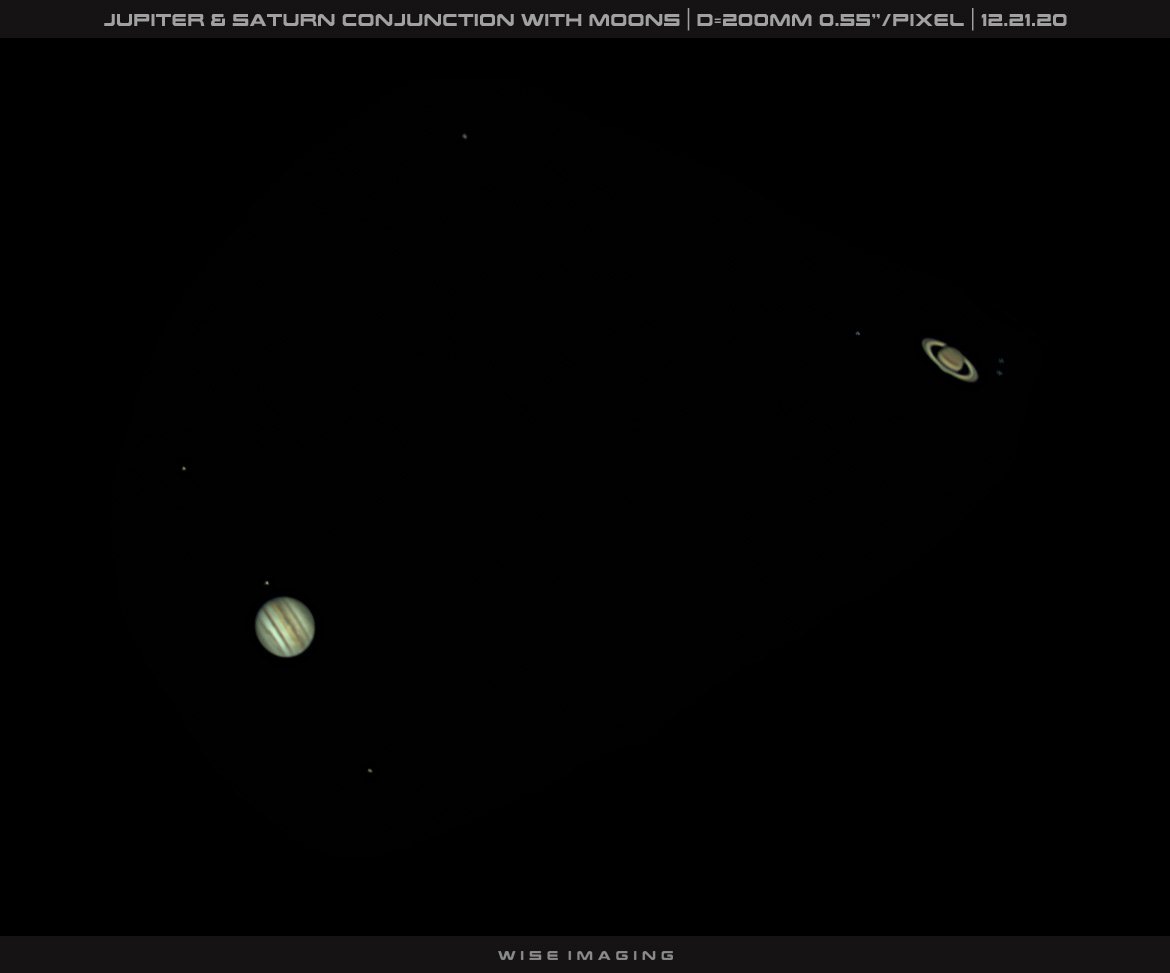 JUPITER & SATURN CONJUNCTION WITH MOONS | D=200MM 0.55"/PIXEL | 12.21.20
WISE IMAGING